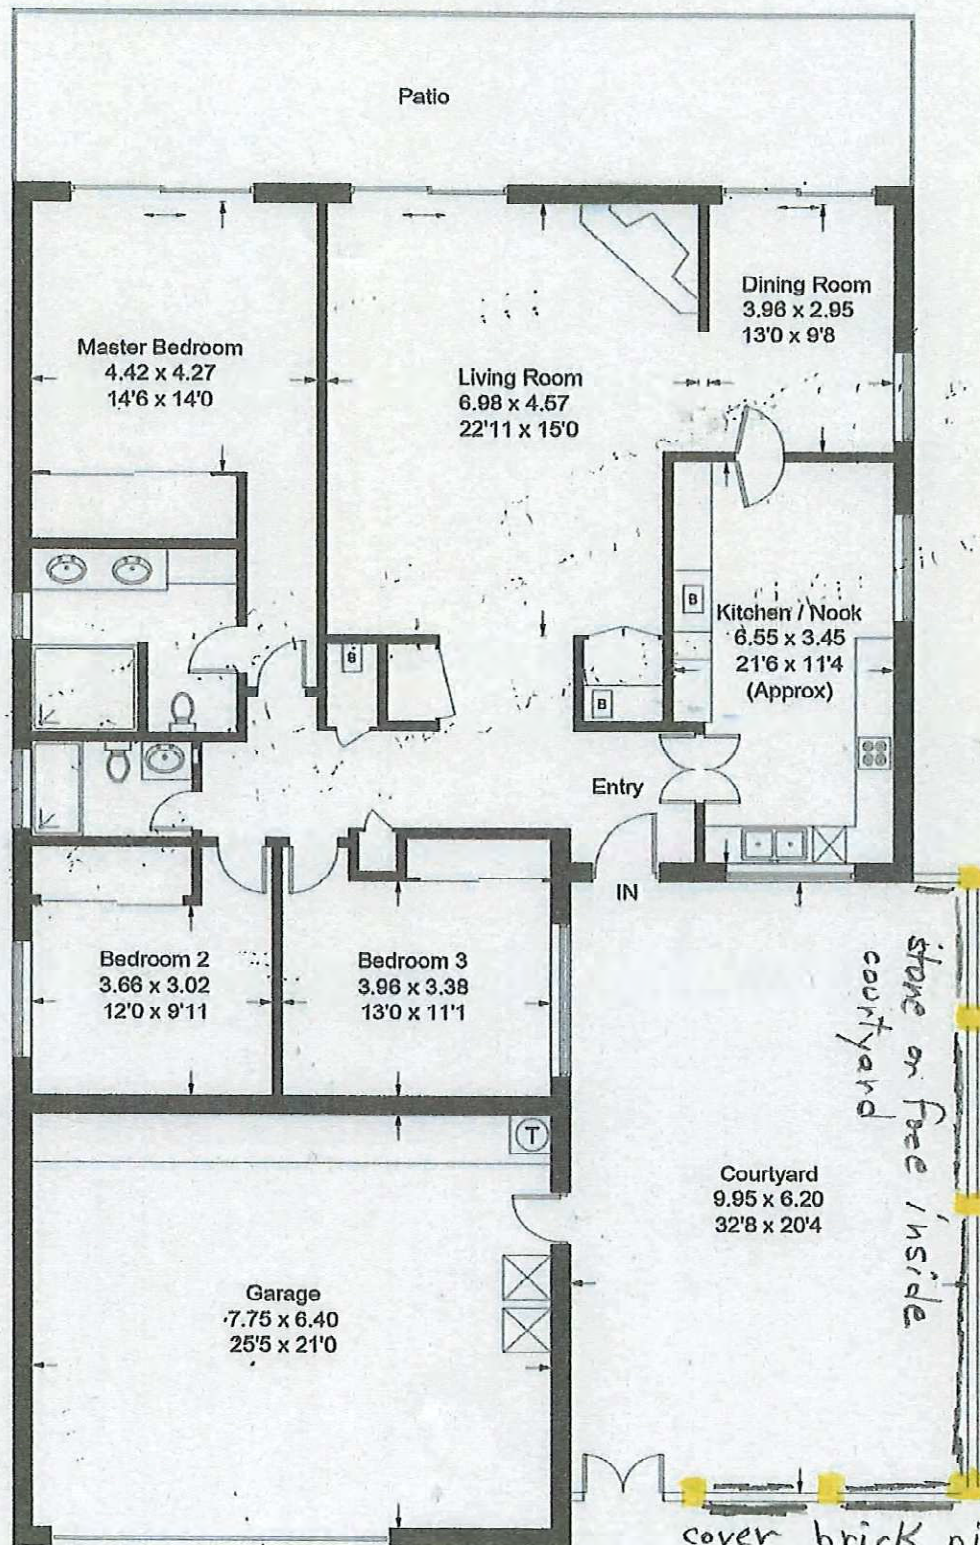 Patio
Dining Room
3.96 x 2.95
13'0 x 9'8
Master Bedroom
4.42 x 4.27
14'6 x 14'0
Living Room
6.98 x 4.57
22'11 x 15'0
B
Kitchen / Nook
6.55 x 3.45
21'6 x 11'4
(Approx)
B
B
Entry
IN
Bedroom 2
3.66 x 3.02
12'0 x 9'11
Bedroom 3
3.96 x 3.38
13'0 x 11'1
stone or face inside
courtyard
T
Courtyard
9.95 x 6.20
32'8 x 20'4
Garage
7.75 x 6.40
25'5 x 21'0
cover brick